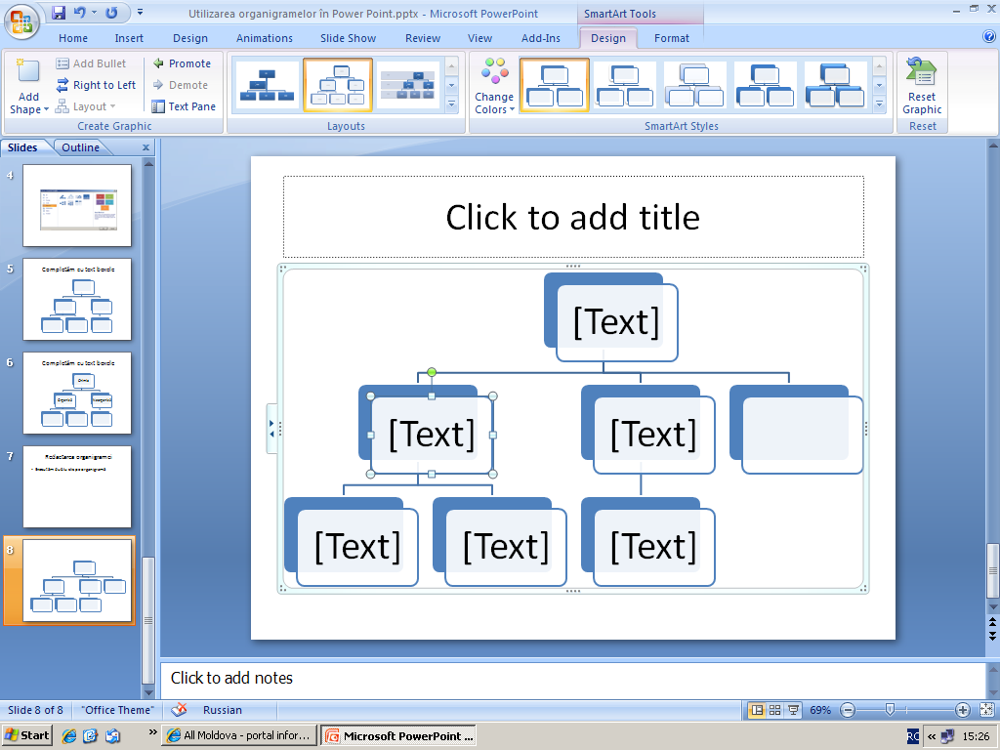 Utilizarea organigramelor în Power Point.pptx - Microsoft PowerPoint
SmartArt Tools
Home Insert Design Animations Slide Show Review View Add-Ins Design Format
Add Shape
Add Bullet
Right to Left
Layout
Promote
Demote
Text Pane
Create Graphic
Layouts
Change Colors
SmartArt Styles
Reset Graphic
Reset
Slides Outline
4
5
Completăm cu text boxele
6
Completăm cu text boxele
7
8
Click to add title
[Text]
[Text] [Text]
[Text] [Text] [Text]
Click to add notes
Slide 8 of 8 "Office Theme" Russian 69%
Start
All Moldova - portal infor...
Microsoft PowerPoint ...
15:26